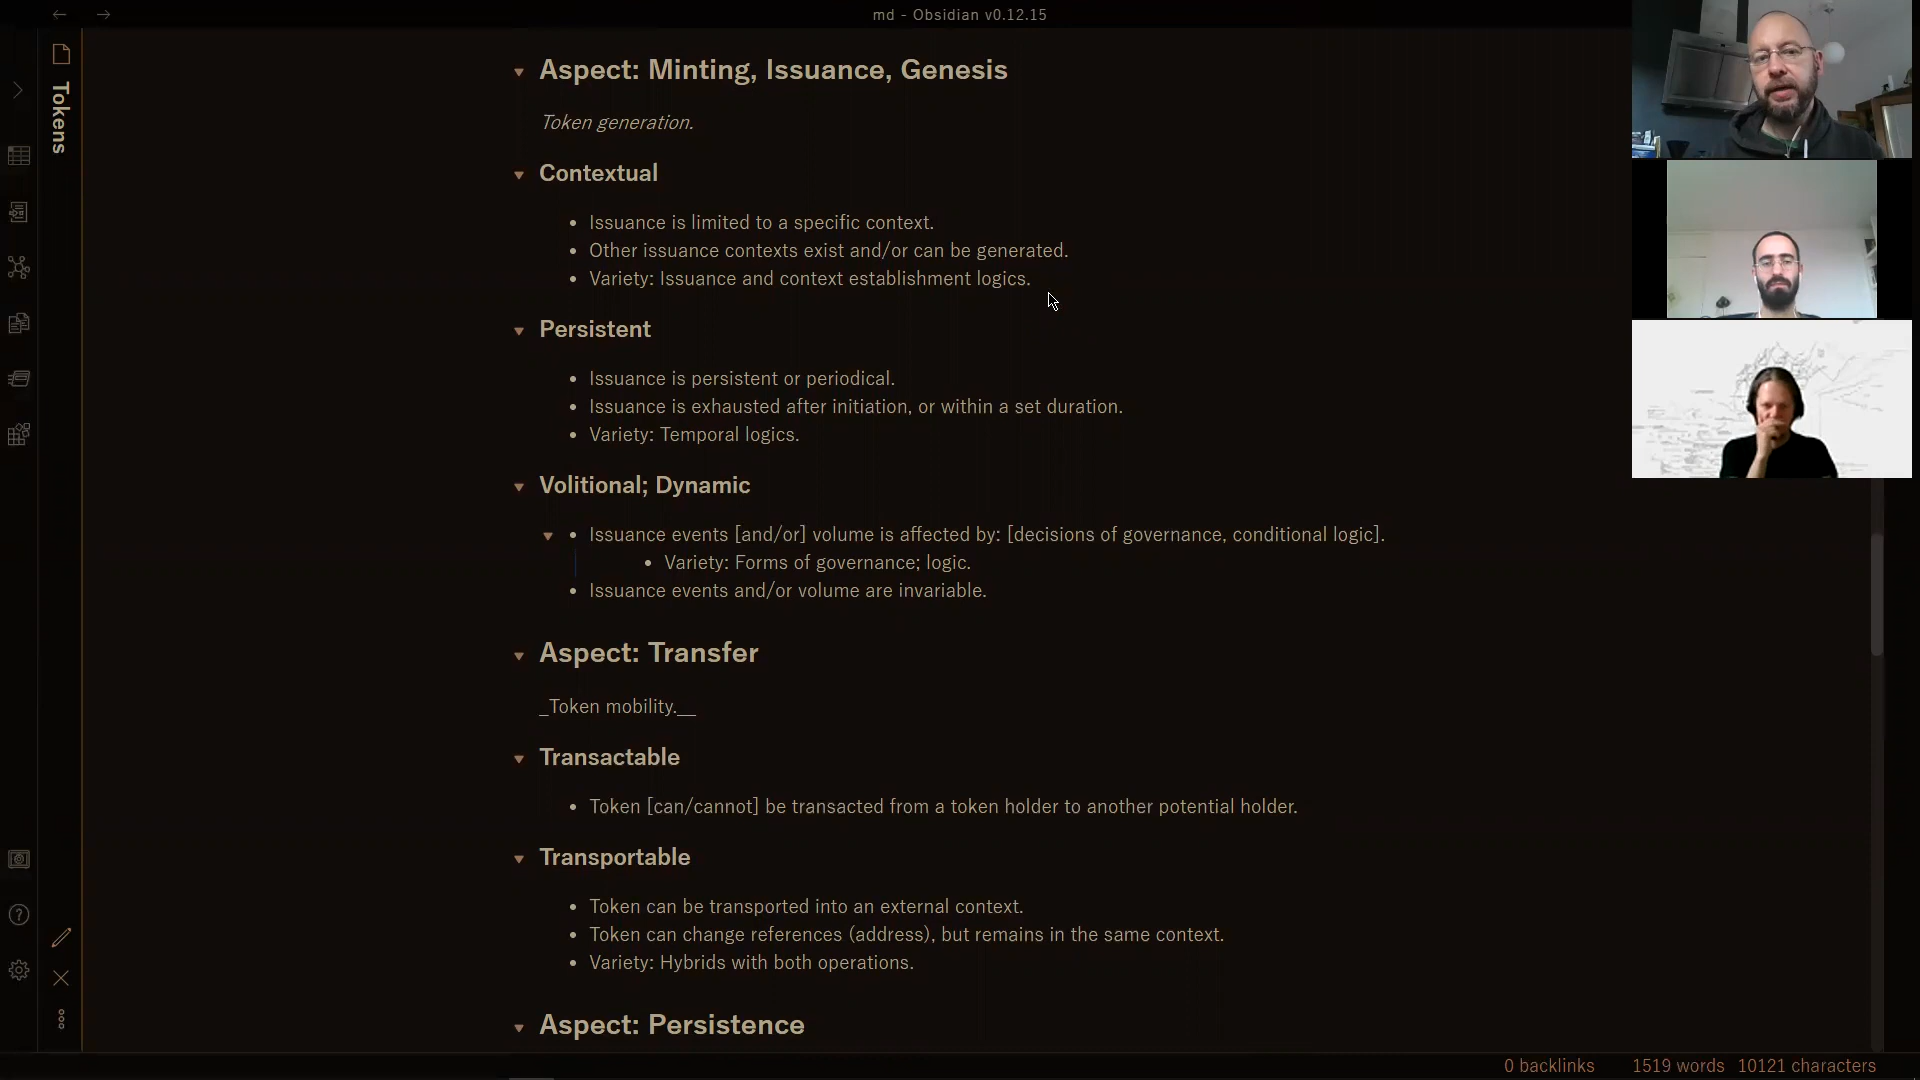 md - Obsidian v0.12.15
Tokens
Aspect: Minting, Issuance, Genesis
Token generation.
Contextual
Issuance is limited to a specific context.
Other issuance contexts exist and/or can be generated.
Variety: Issuance and context establishment logics.
Persistent
Issuance is persistent or periodical.
Issuance is exhausted after initiation, or within a set duration.
Variety: Temporal logics.
Volitional; Dynamic
Issuance events [and/or] volume is affected by: [decisions of governance, conditional logic].
Variety: Forms of governance; logic.
Issuance events and/or volume are invariable.
Aspect: Transfer
_Token mobility.__
Transactable
Token [can/cannot] be transacted from a token holder to another potential holder.
Transportable
Token can be transported into an external context.
Token can change references (address), but remains in the same context.
Variety: Hybrids with both operations.
Aspect: Persistence
0 backlinks 1519 words 10121 characters